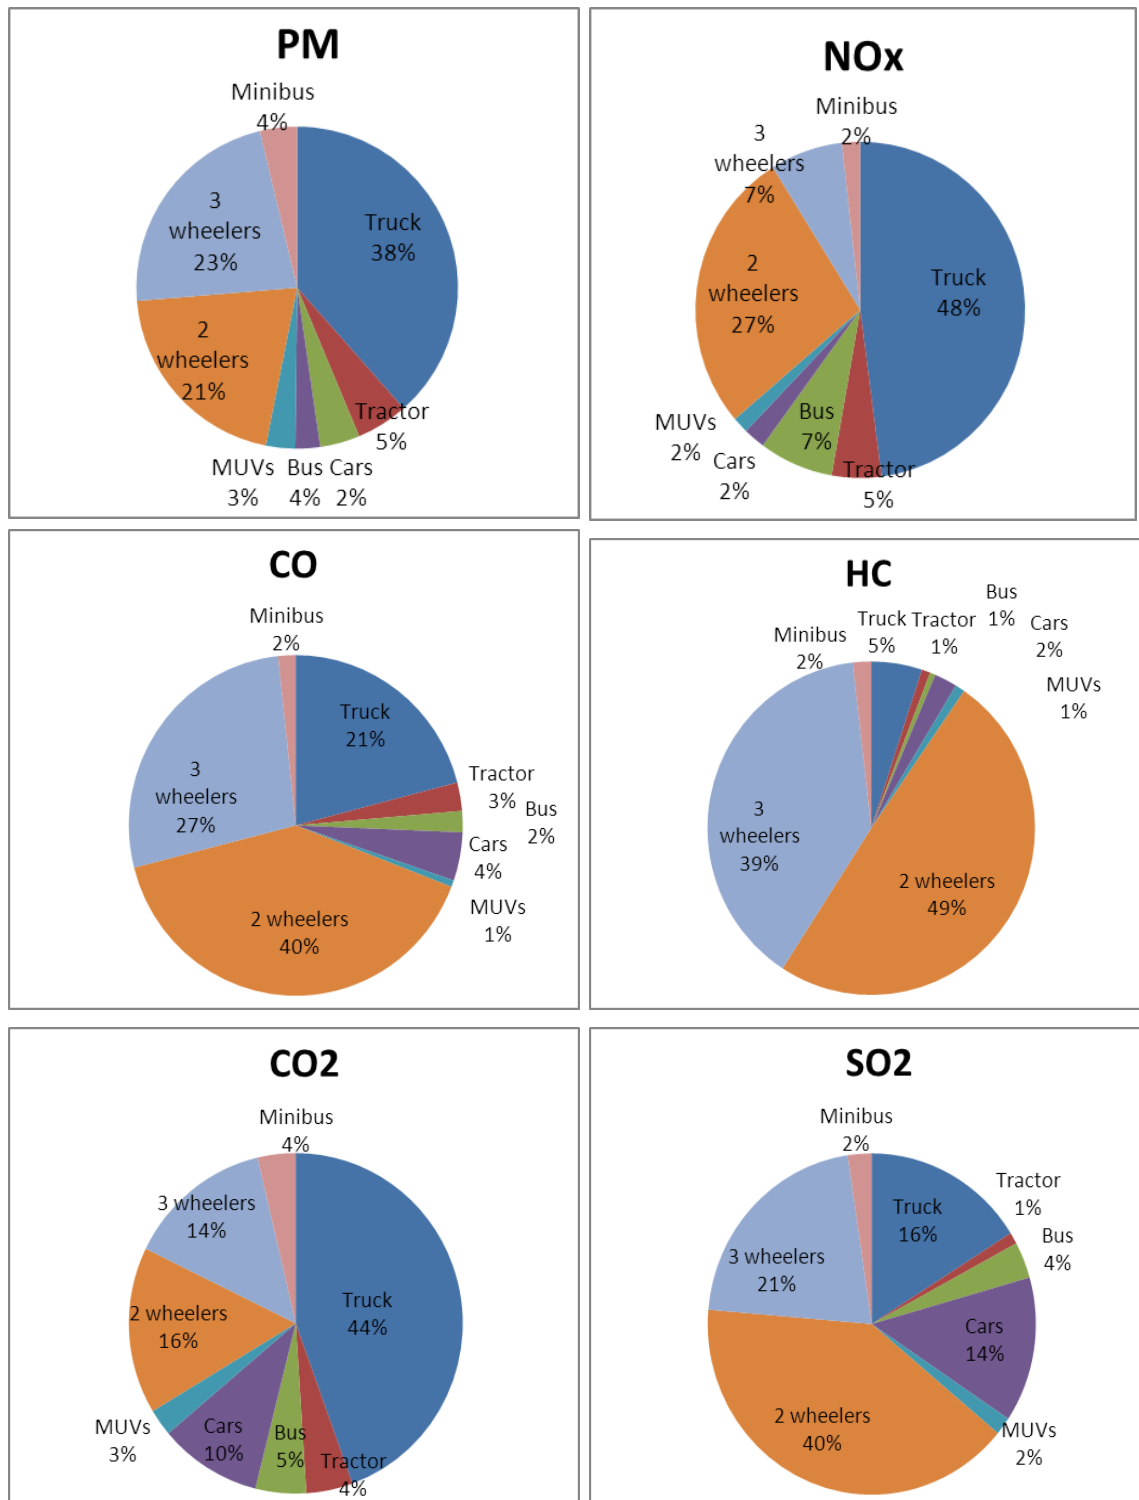 PM
Minibus
4%
3
wheelers
23%
Truck
38%
2
wheelers
21%
Tractor
5%
MUVs
3%
Bus
4%
Cars
2%
NOx
Minibus
2%
3
wheelers
7%
2
wheelers
27%
Truck
48%
MUVs
2%
Cars
2%
Bus
7%
Tractor
5%
CO
Minibus
2%
Truck
21%
3
wheelers
27%
Tractor
3%
Bus
2%
Cars
4%
MUVs
1%
2 wheelers
40%
HC
Minibus
2%
Truck
5%
Tractor
1%
Bus
1%
Cars
2%
MUVs
1%
3
wheelers
39%
2 wheelers
49%
CO2
Minibus
4%
3 wheelers
14%
Truck
44%
2 wheelers
16%
MUVs
3%
Cars
10%
Bus
5%
Tractor
4%
SO2
Minibus
2%
Truck
16%
Tractor
1%
Bus
4%
3 wheelers
21%
Cars
14%
2 wheelers
40%
MUVs
2%